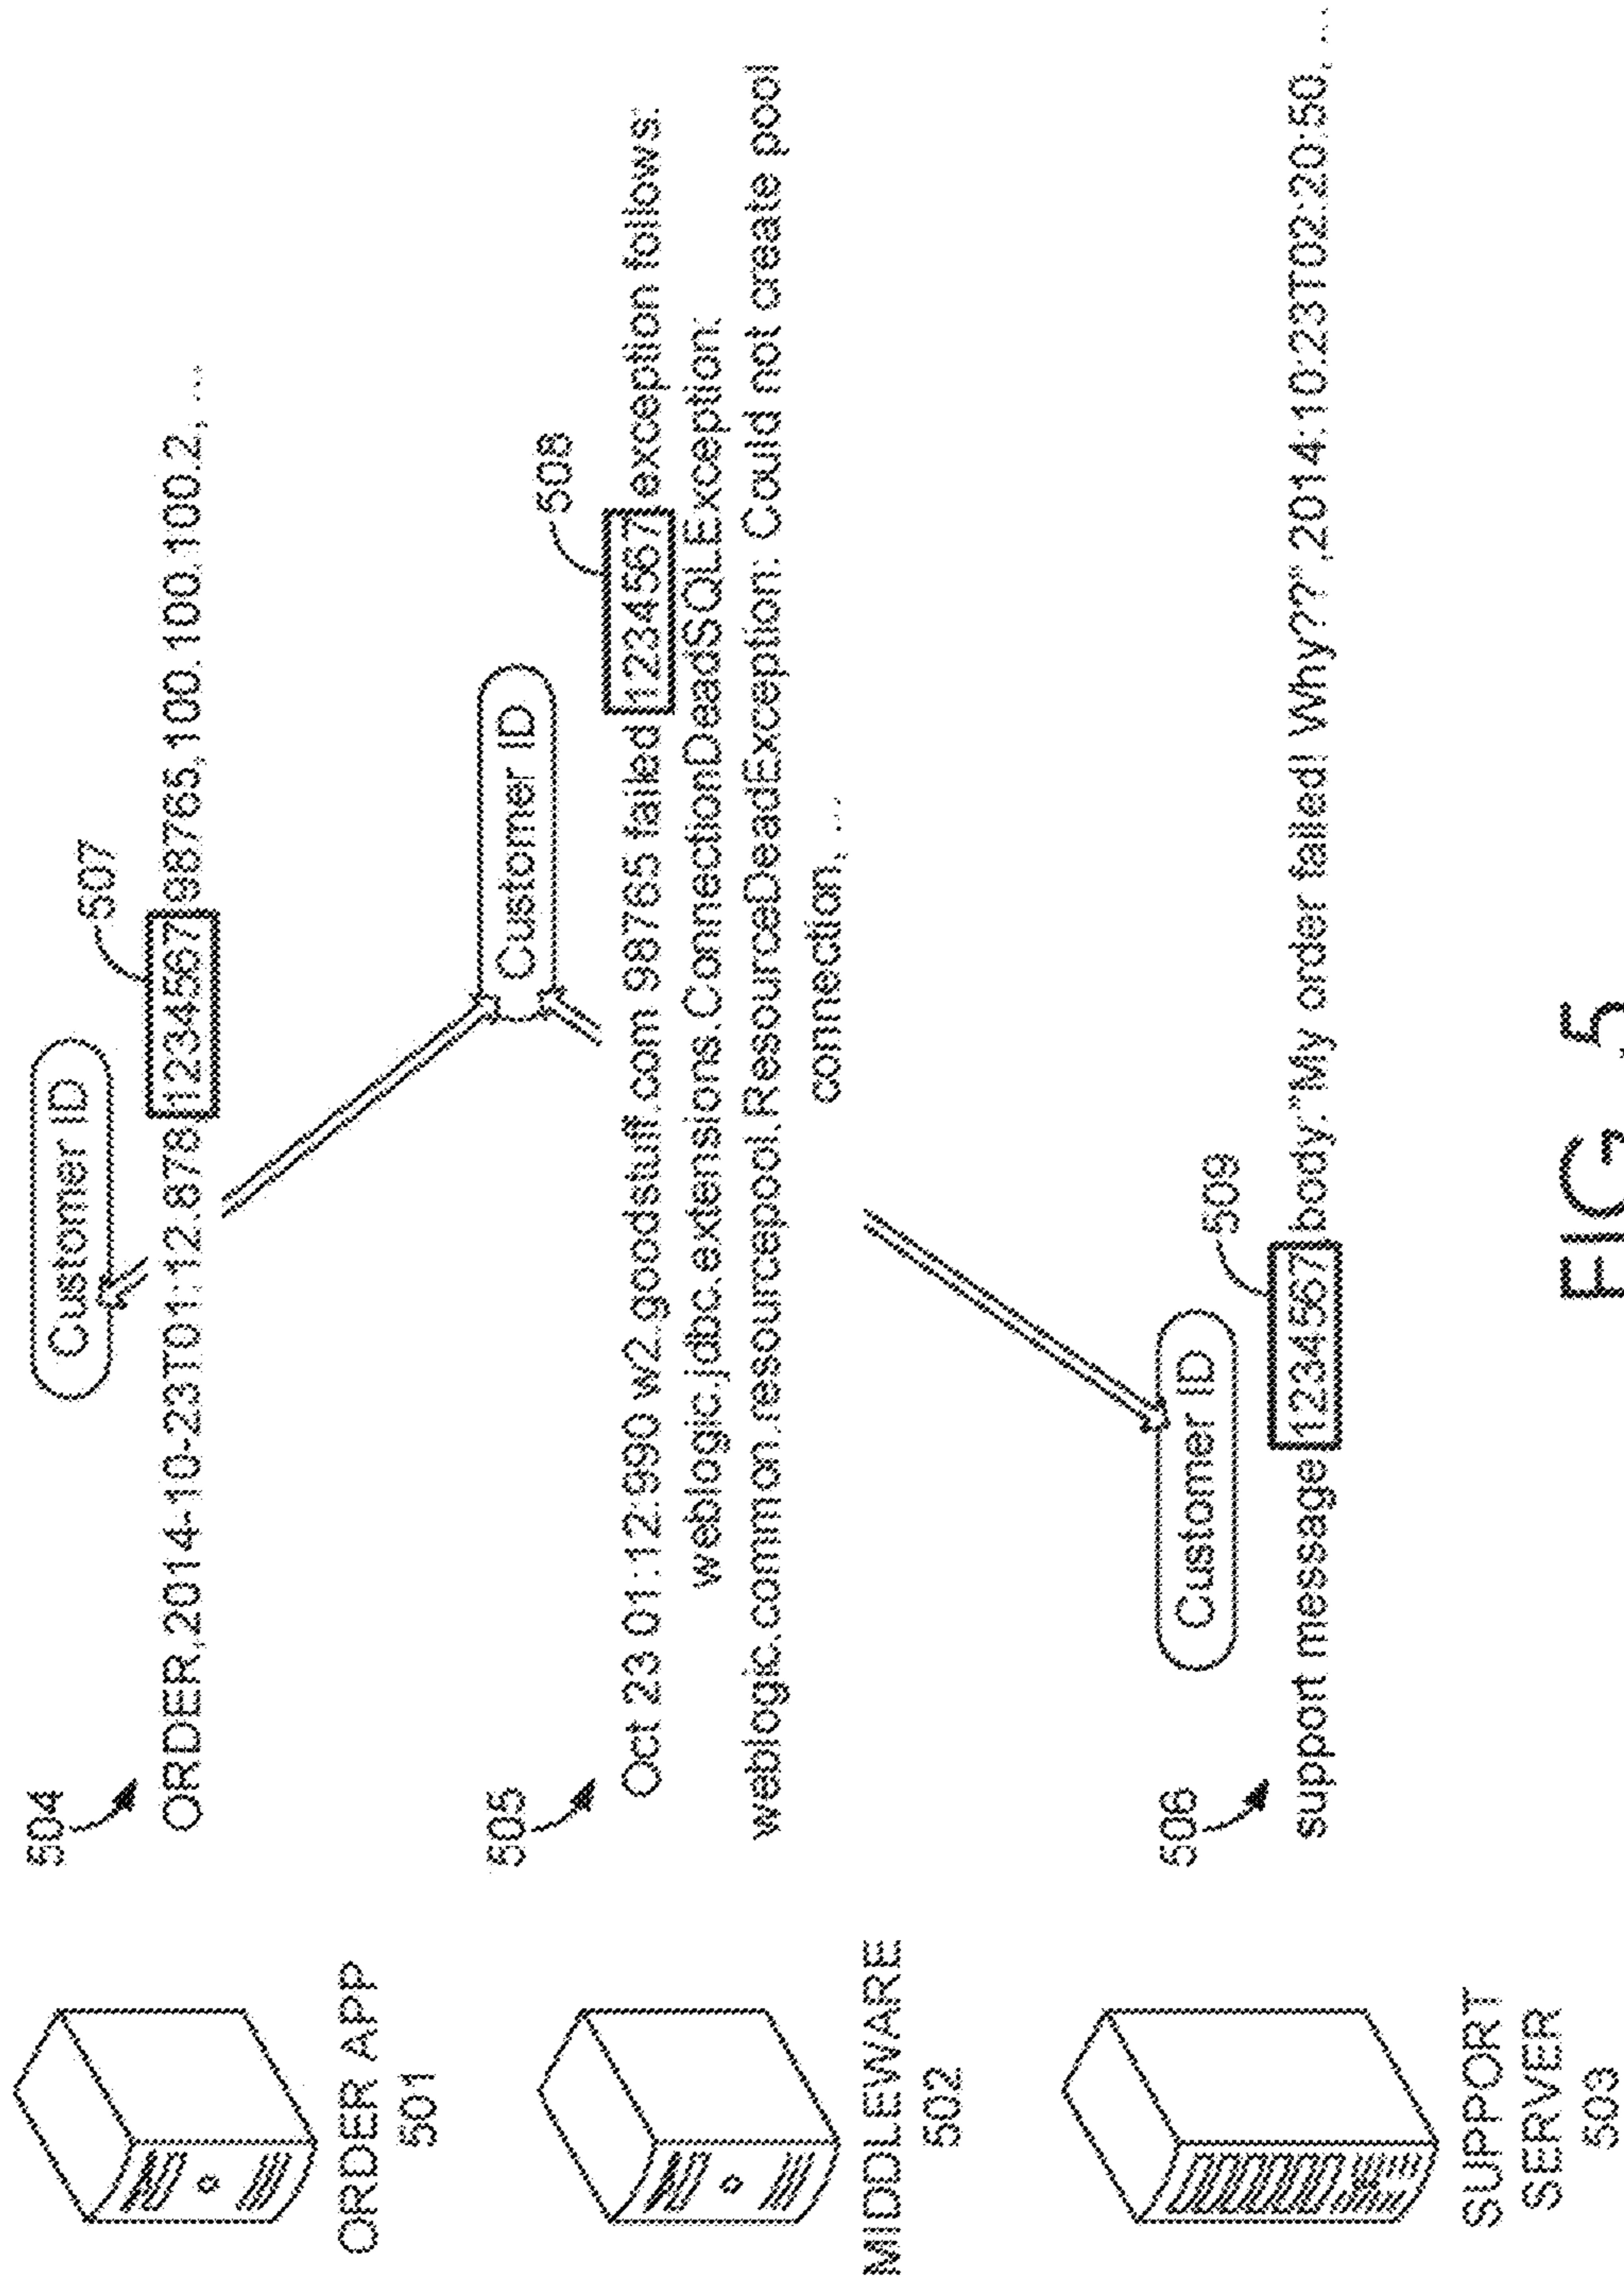 504
Customer ID
507
ORDER,2014-10-23T01:12:12.878,1234567,98765,100.100.100.2, ...
ORDER APP
501
505
Customer ID
508
Oct 23 01:12:12:990 w2.goodstuff.com 98765 failed 1234567 exception follows:
weblogic.jdbc.extensions.ConnectionDeadSQLException:
weblogic.common.resourcepool.ResourceDeadException: Could not create pool
connection, ...
MIDDLEWARE
502
506
Customer ID
509
support message 1234567 body:"My order failed! Why??",2014:10:23T02:20:50, ...
SUPPORT
SERVER
503
FIG. 5